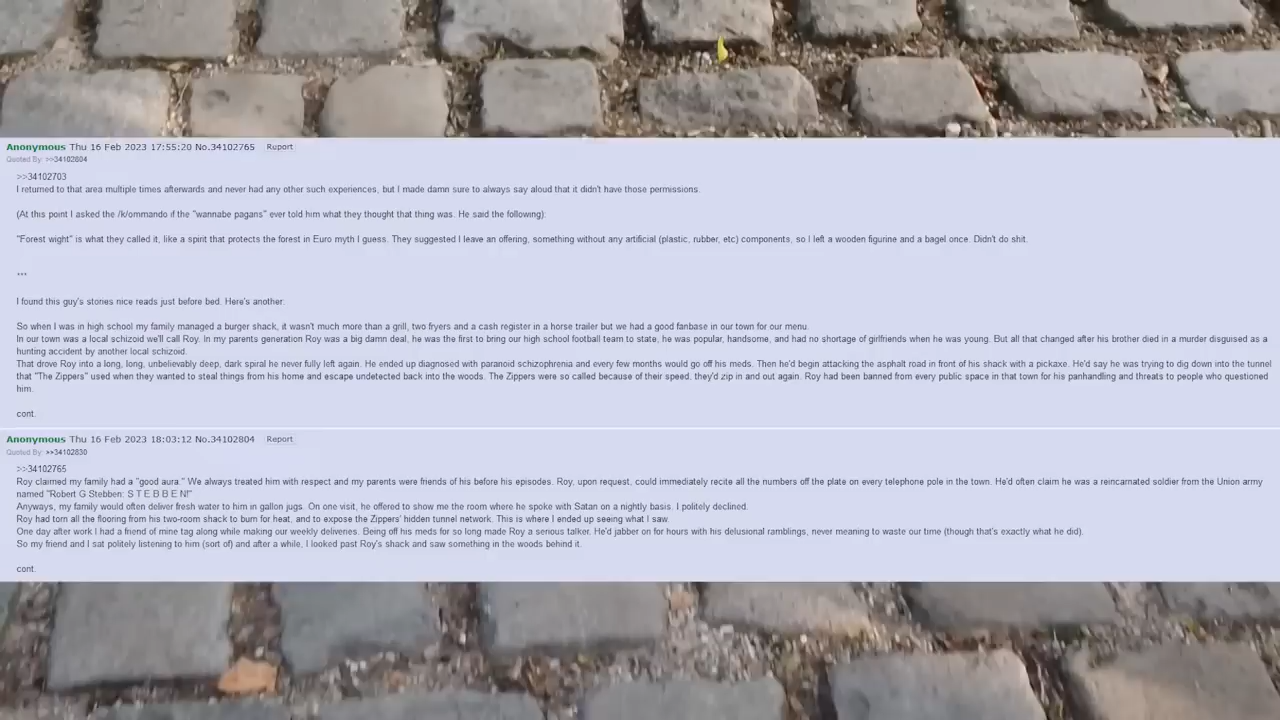 Anonymous Thu 16 Feb 2023 17:55:20 No.34102765 Report
Quoted By: >>34102804
>>34102703
I returned to that area multiple times afterwards and never had any other such experiences, but I made damn sure to always say aloud that it didn't have those permissions.
(At this point I asked the /k/ommando if the "wannabe pagans" ever told him what they thought that thing was. He said the following):
"Forest wight" is what they called it, like a spirit that protects the forest in Euro myth I guess. They suggested I leave an offering, something without any artificial (plastic, rubber, etc) components, so I left a wooden figurine and a bagel once. Didn't do shit.
***
I found this guy's stories nice reads just before bed. Here's another:
So when I was in high school my family managed a burger shack, it wasn't much more than a grill, two fryers and a cash register in a horse trailer but we had a good fanbase in our town for our menu.
In our town was a local schizoid we'll call Roy. In my parents generation Roy was a big damn deal, he was the first to bring our high school football team to state, he was popular, handsome, and had no shortage of girlfriends when he was young. But all that changed after his brother died in a murder disguised as a
hunting accident by another local schizoid.
That drove Roy into a long, long, unbelievably deep, dark spiral he never fully left again. He ended up diagnosed with paranoid schizophrenia and every few months would go off his meds. Then he'd begin attacking the asphalt road in front of his shack with a pickaxe. He'd say he was trying to dig down into the tunnel
that "The Zippers" used when they wanted to steal things from his home and escape undetected back into the woods. The Zippers were so called because of their speed, they'd zip in and out again. Roy had been banned from every public space in that town for his panhandling and threats to people who questioned
him.
cont.
Anonymous Thu 16 Feb 2023 18:03:12 No.34102804 Report
Quoted By: >>34102830
>>34102765
Roy claimed my family had a "good aura." We always treated him with respect and my parents were friends of his before his episodes. Roy, upon request, could immediately recite all the numbers off the plate on every telephone pole in the town. He'd often claim he was a reincarnated soldier from the Union army
named "Robert G Stebben: S T E B B E N!"
Anyways, my family would often deliver fresh water to him in gallon jugs. On one visit, he offered to show me the room where he spoke with Satan on a nightly basis. I politely declined.
Roy had torn all the flooring from his two-room shack to burn for heat, and to expose the Zippers' hidden tunnel network. This is where I ended up seeing what I saw.
One day after work I had a friend of mine tag along while making our weekly deliveries. Being off his meds for so long made Roy a serious talker. He'd jabber on for hours with his delusional ramblings, never meaning to waste our time (though that's exactly what he did).
So my friend and I sat politely listening to him (sort of) and after a while, I looked past Roy's shack and saw something in the woods behind it.
cont.